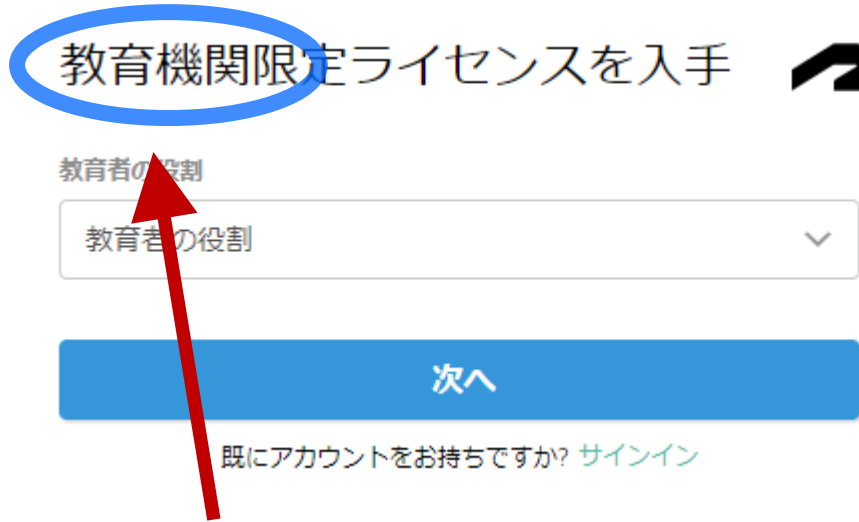 教育機関限定ライセンスを入手
教育者の役割
教育者の役割
次へ
既にアカウントをお持ちですか? サインイン